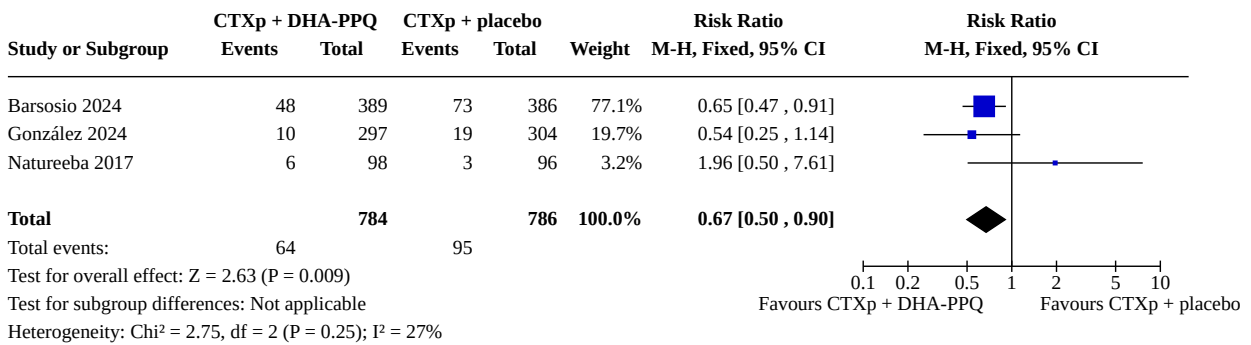 CTXp + DHA-PPQ CTXp + placebo Risk Ratio Risk Ratio
Study or Subgroup Events Total Events Total Weight M-H, Fixed, 95% CI M-H, Fixed, 95% CI
Barsosio 2024 48 389 73 386 77.1% 0.65 [0.47 , 0.91]
González 2024 10 297 19 304 19.7% 0.54 [0.25 , 1.14]
Natureeba 2017 6 98 3 96 3.2% 1.96 [0.50 , 7.61]
Total 784 786 100.0% 0.67 [0.50 , 0.90]
Total events: 64 95
Test for overall effect: Z = 2.63 (P = 0.009)
0.1 0.2 0.5 1 2 5 10
Test for subgroup differences: Not applicable Favours CTXp + DHA-PPQ Favours CTXp + placebo
Heterogeneity: Chi² = 2.75, df = 2 (P = 0.25); I² = 27%